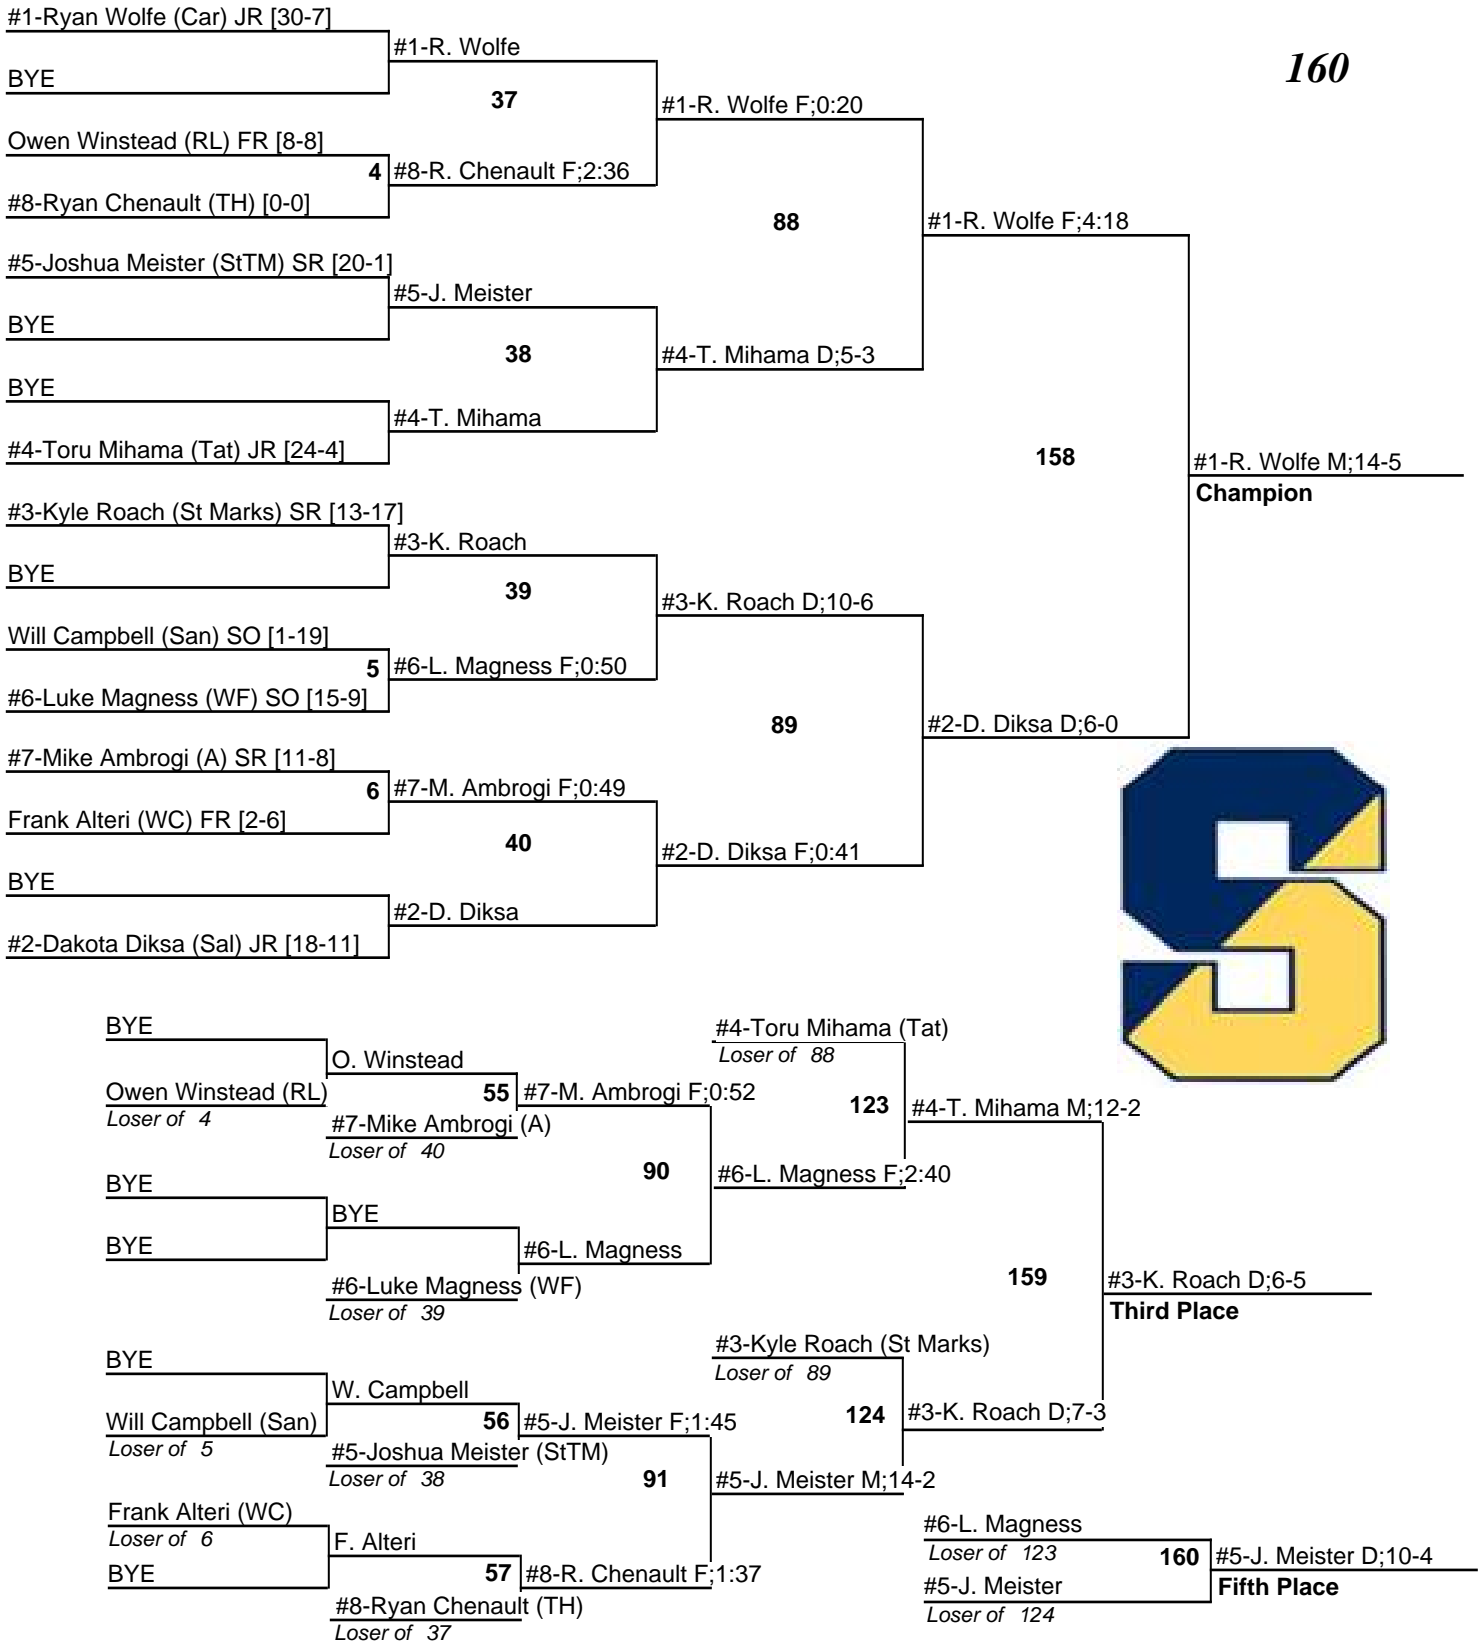 #1-Ryan Wolfe (Car) JR [30-7]
#1-R. Wolfe
160
BYE
37
#1-R. Wolfe F;0:20
Owen Winstead (RL) FR [8-8]
4
#8-R. Chenault F;2:36
#8-Ryan Chenault (TH) [0-0]
88
#1-R. Wolfe F;4:18
#5-Joshua Meister (StTM) SR [20-1]
#5-J. Meister
BYE
38
#4-T. Mihama D;5-3
BYE
#4-T. Mihama
#4-Toru Mihama (Tat) JR [24-4]
158
#1-R. Wolfe M;14-5
Champion
#3-Kyle Roach (St Marks) SR [13-17]
#3-K. Roach
BYE
39
#3-K. Roach D;10-6
Will Campbell (San) SO [1-19]
5
#6-L. Magness F;0:50
#6-Luke Magness (WF) SO [15-9]
89
#2-D. Diksa D;6-0
#7-Mike Ambrogi (A) SR [11-8]
6
#7-M. Ambrogi F;0:49
Frank Alteri (WC) FR [2-6]
40
#2-D. Diksa F;0:41
BYE
#2-D. Diksa
#2-Dakota Diksa (Sal) JR [18-11]
S
BYE
O. Winstead
Owen Winstead (RL)
Loser of 4
55
#7-M. Ambrogi F;0:52
#7-Mike Ambrogi (A)
Loser of 40
#4-Toru Mihama (Tat)
Loser of 88
123
#4-T. Mihama M;12-2
90
#6-L. Magness F;2:40
BYE
BYE
BYE
#6-L. Magness
#6-Luke Magness (WF)
Loser of 39
159
#3-K. Roach D;6-5
Third Place
BYE
W. Campbell
Will Campbell (San)
Loser of 5
56
#5-J. Meister F;1:45
#5-Joshua Meister (StTM)
Loser of 38
#3-Kyle Roach (St Marks)
Loser of 89
124
#3-K. Roach D;7-3
91
#5-J. Meister M;14-2
Frank Alteri (WC)
Loser of 6
F. Alteri
BYE
57
#8-R. Chenault F;1:37
#8-Ryan Chenault (TH)
Loser of 37
#6-L. Magness
Loser of 123
160
#5-J. Meister D;10-4
Fifth Place
#5-J. Meister
Loser of 124